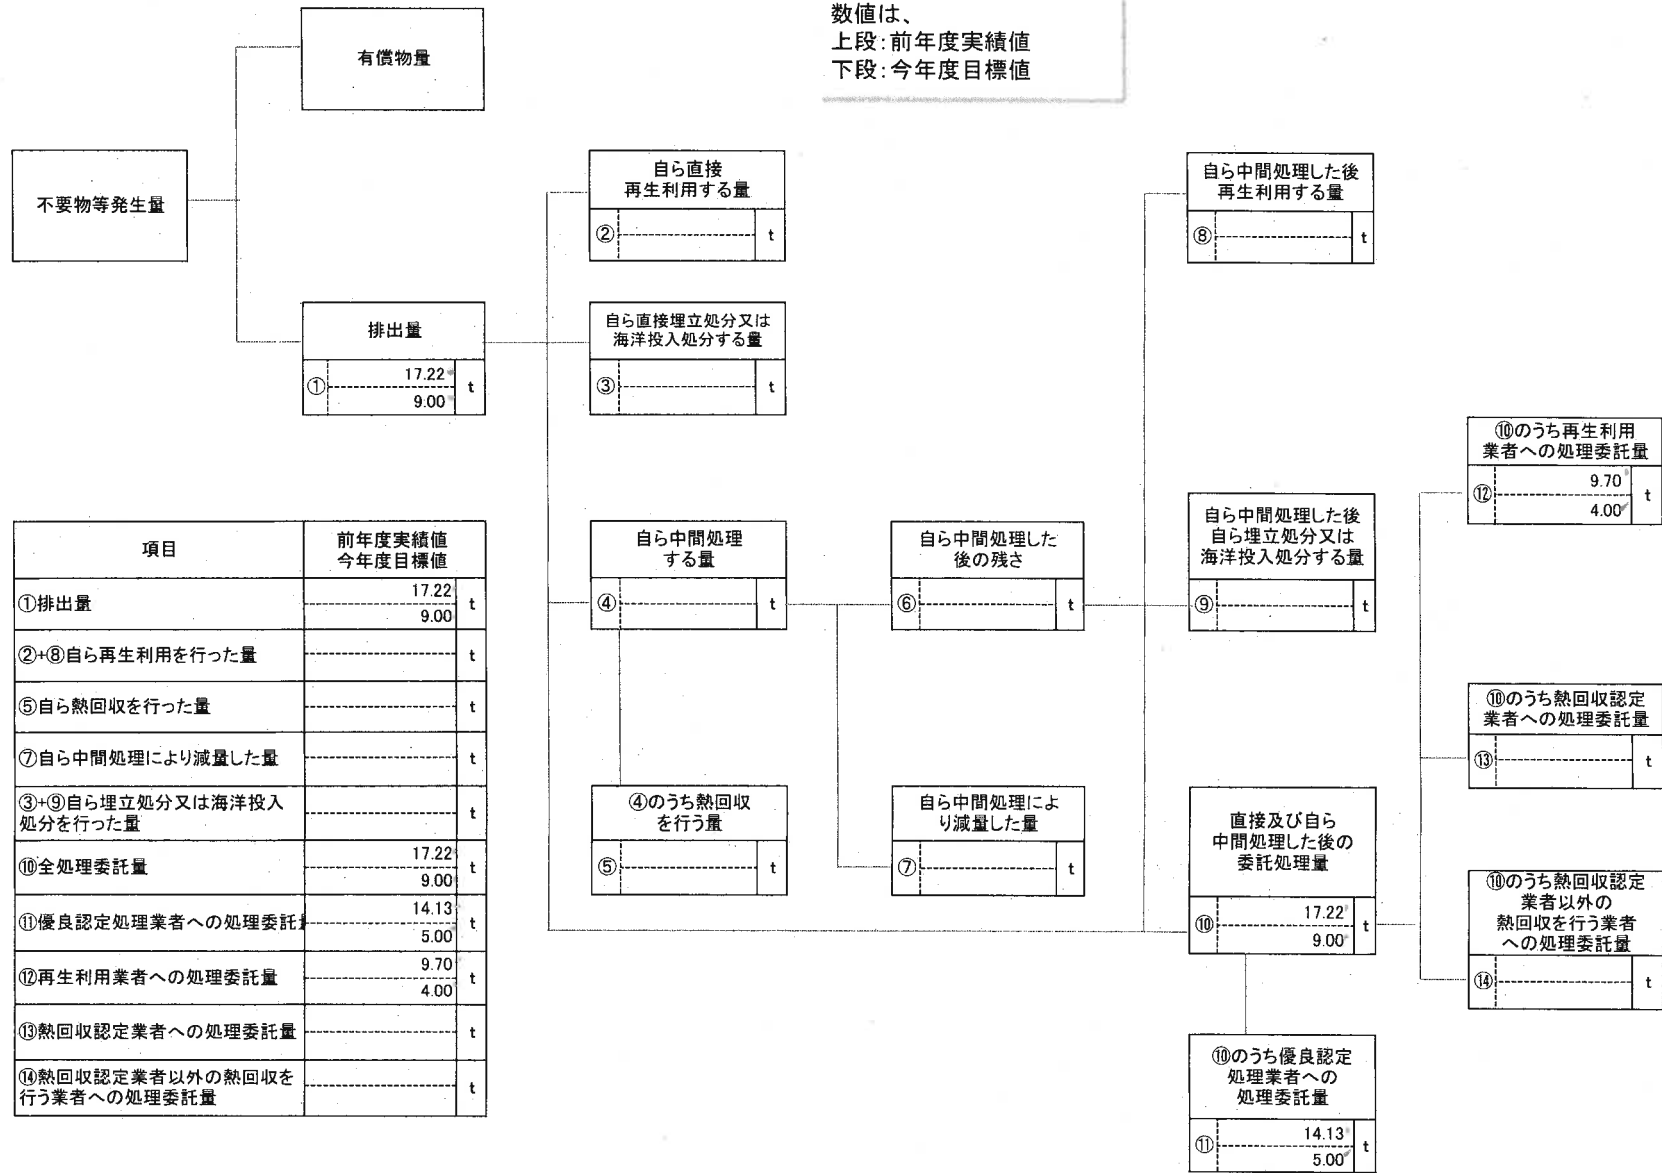 数値は、
上段:前年度実績値
下段:今年度目標値
有償物量
不要物等発生量
排出量
① 17.22 t
9.00
自ら直接
再生利用する量
② t
自ら直接埋立処分又は
海洋投入処分する量
③ t
自ら中間処理
する量
④ t
④のうち熱回収
を行う量
⑤ t
自ら中間処理した
後の残さ
⑥ t
自ら中間処理によ
り減量した量
⑦ t
自ら中間処理した後
再生利用する量
⑧ t
自ら中間処理した後
自ら埋立処分又は
海洋投入処分する量
⑨ t
直接及び自ら
中間処理した後の
委託処理量
⑩ 17.22 t
9.00
⑩のうち優良認定
処理業者への
処理委託量
⑪ 14.13 t
5.00
⑩のうち再生利用
業者への処理委託量
⑫ 9.70 t
4.00
⑩のうち熱回収認定
業者への処理委託量
⑬ t
⑩のうち熱回収認定
業者以外の
熱回収を行う業者
への処理委託量
⑭ t
項目 前年度実績値
今年度目標値
①排出量 17.22 t
9.00
②+⑧自ら再生利用を行った量 t
⑤自ら熱回収を行った量 t
⑦自ら中間処理により減量した量 t
③+⑨自ら埋立処分又は海洋投入
処分を行った量 t
⑩全処理委託量 17.22 t
9.00
⑪優良認定処理業者への処理委託 14.13 t
5.00
⑫再生利用業者への処理委託量 9.70 t
4.00
⑬熱回収認定業者への処理委託量 t
⑭熱回収認定業者以外の熱回収を
行う業者への処理委託量 t